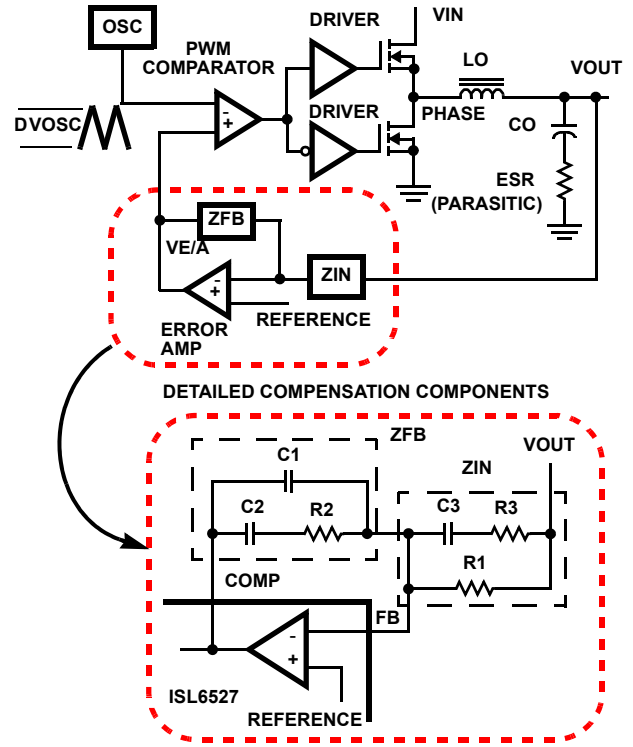 OSC
PWM
COMPARATOR
DRIVER
VIN
LO
VOUT
DVOSC
-
+
DRIVER
PHASE
CO
ESR
(PARASITIC)
ZFB
VE/A
ZIN
-
+
REFERENCE
ERROR
AMP
DETAILED COMPENSATION COMPONENTS
ZFB
VOUT
C1
ZIN
C2
R2
C3
R3
R1
COMP
FB
-
+
ISL6527
REFERENCE